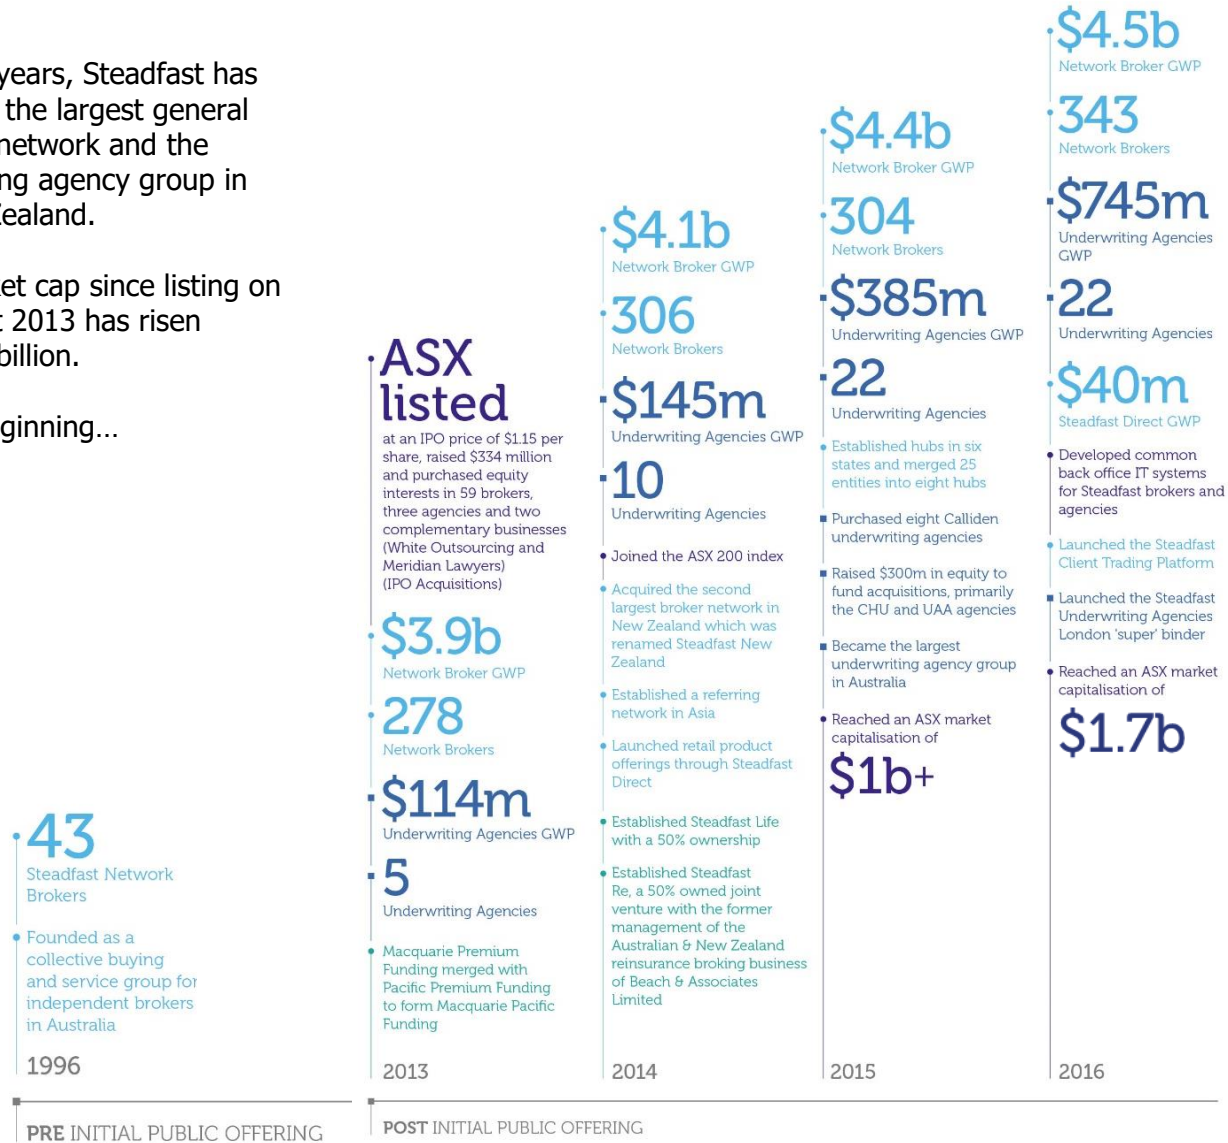 years, Steadfast has
the largest general
network and the
ng agency group in
Zealand.
et cap since listing on
t 2013 has risen
billion.
ginning...
43
Steadfast Network
Brokers
Founded as a
collective buying
and service group for
independent brokers
in Australia
1996
PRE INITIAL PUBLIC OFFERING
ASX
listed
at an IPO price of $1.15 per
share, raised $334 million
and purchased equity
interests in 59 brokers,
three agencies and two
complementary businesses
(White Outsourcing and
Meridian Lawyers)
(IPO Acquisitions)
$3.9b
Network Broker GWP
278
Network Brokers
$114m
Underwriting Agencies GWP
5
Underwriting Agencies
Macquarie Premium
Funding merged with
Pacific Premium Funding
to form Macquarie Pacific
Funding
2013
$4.1b
Network Broker GWP
306
Network Brokers
$145m
Underwriting Agencies GWP
10
Underwriting Agencies
Joined the ASX 200 index
Acquired the second
largest broker network in
New Zealand which was
renamed Steadfast New
Zealand
Established a referring
network in Asia
Launched retail product
offerings through Steadfast
Direct
Established Steadfast Life
with a 50% ownership
Established Steadfast
Re, a 50% owned joint
venture with the former
management of the
Australian & New Zealand
reinsurance broking business
of Beach & Associates
Limited
2014
$4.4b
Network Broker GWP
304
Network Brokers
$385m
Underwriting Agencies GWP
22
Underwriting Agencies
Established hubs in six
states and merged 25
entities into eight hubs
Purchased eight Calliden
underwriting agencies
Raised $300m in equity to
fund acquisitions, primarily
the CHU and UAA agencies
Became the largest
underwriting agency group
in Australia
Reached an ASX market
capitalisation of
$1b+
2015
$4.5b
Network Broker GWP
343
Network Brokers
$745m
Underwriting Agencies
GWP
22
Underwriting Agencies
$40m
Steadfast Direct GWP
Developed common
back office IT systems
for Steadfast brokers and
agencies
Launched the Steadfast
Client Trading Platform
Launched the Steadfast
Underwriting Agencies
London 'super' binder
Reached an ASX market
capitalisation of
$1.7b
2016
POST INITIAL PUBLIC OFFERING